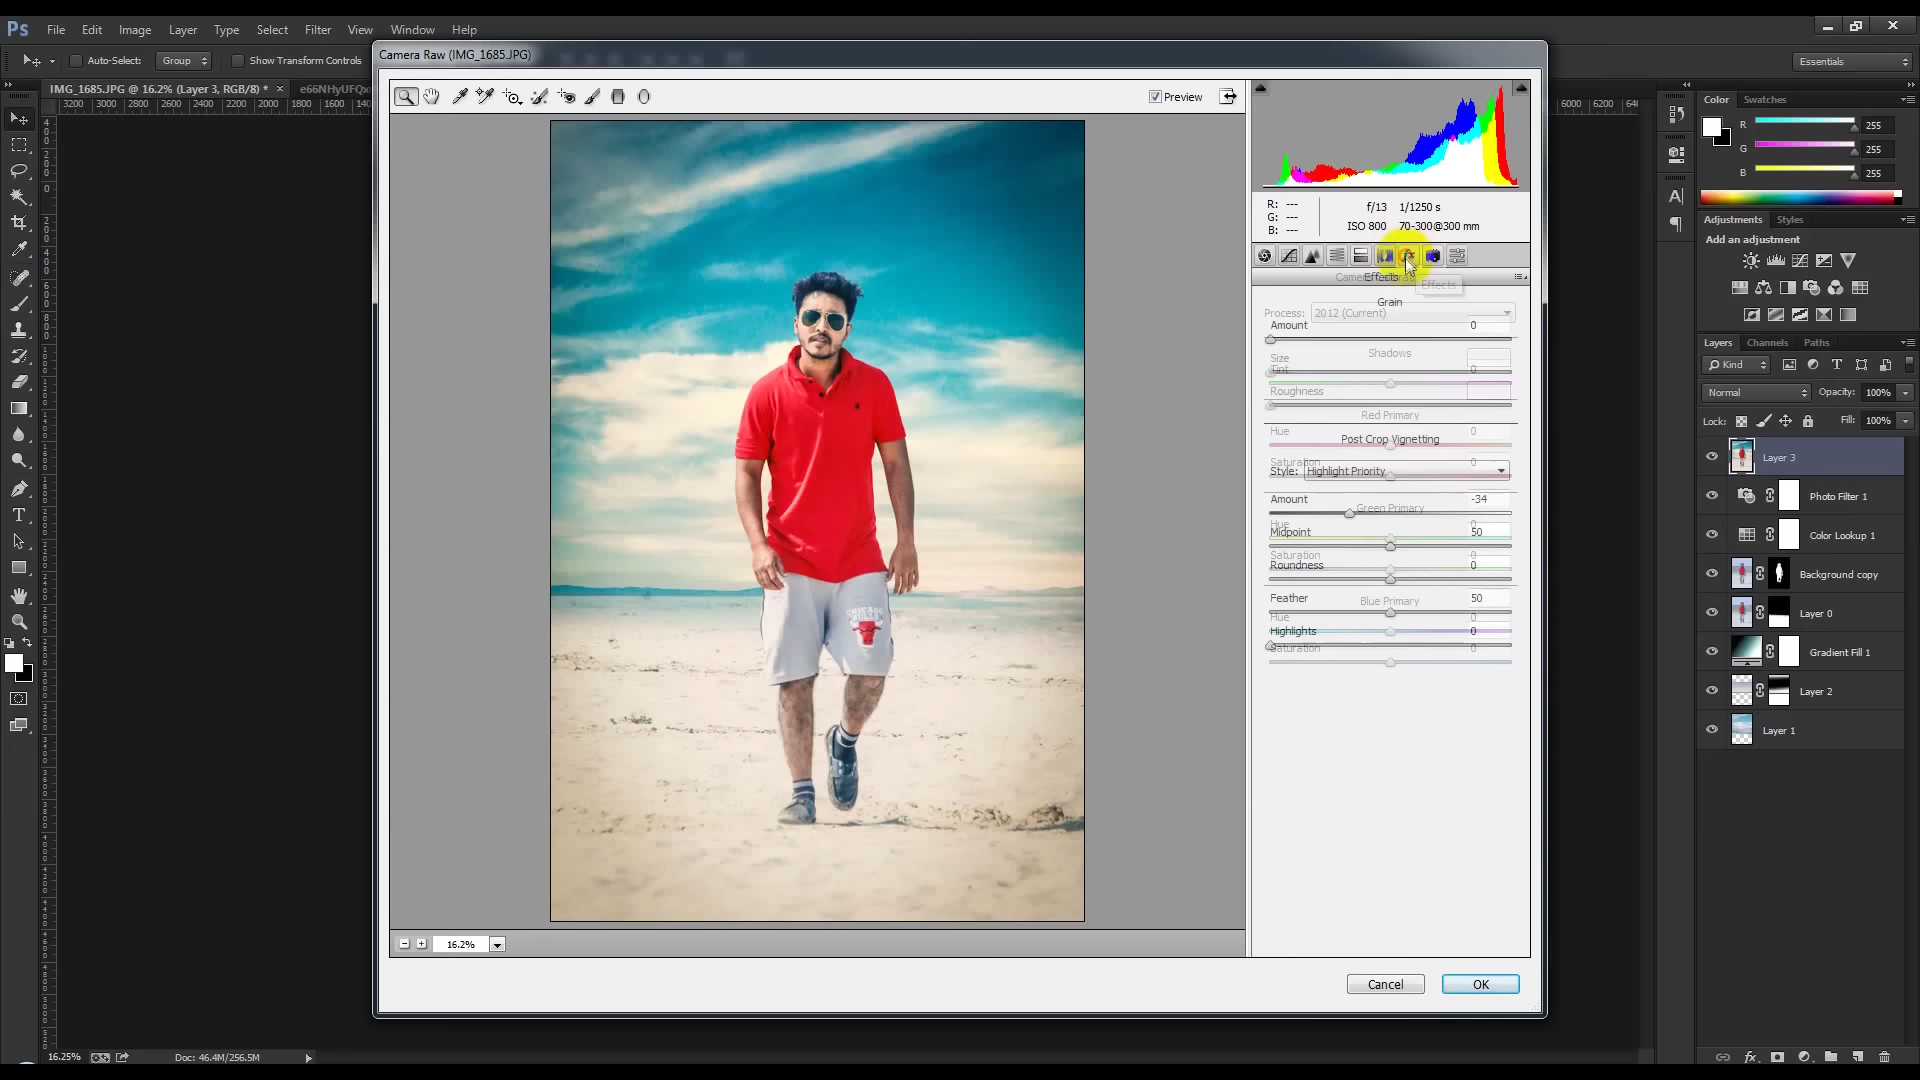 Ps File Edit Image Layer Type Select Filter View Window Help
Auto-Select: Group Show Transform Controls
Essentials
IMG_1685.JPG @ 16.2% (Layer 3, RGB/8) * × e66NHyUFQx
3200 3000 2800 2600 2400 2200 2000 1800 1600
6000 6200
Camera Raw (IMG_1685.JPG)
Preview
R: ---
G: ---
B: ---
f/13 1/1250 s
ISO 800 70-300@300 mm
Effects
Effects
Grain
Process: 2012 (Current)
Amount 0
Shadows
Size
Tint 0
Roughness
Red Primary
Hue 0
Post Crop Vignetting
Saturation 0
Style: Highlight Priority
Amount -34
Green Primary
Hue 0
Midpoint 50
Saturation 0
Roundness 0
Feather 50
Blue Primary
Hue 0
Highlights 0
Saturation 0
CHICAGO
BULLS
16.2%
Cancel OK
Color Swatches
R 255
G 255
B 255
Adjustments Styles
Add an adjustment
Layers Channels Paths
Kind
Normal Opacity: 100%
Lock: Fill: 100%
Layer 3
Photo Filter 1
Color Lookup 1
Background copy
Layer 0
Gradient Fill 1
Layer 2
Layer 1
16.25% Doc: 46.4M/256.5M